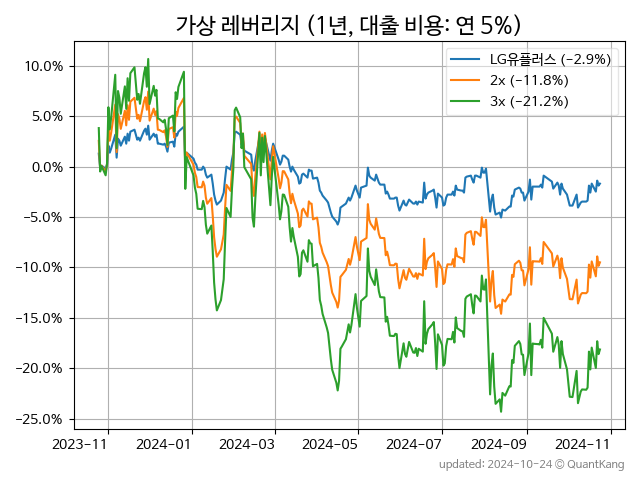 가상 레버리지 (1년, 대출 비용: 연 5%)
LG유플러스 (−2.9%)
2x (−11.8%)
3x (−21.2%)
10.0%
5.0%
0.0%
−5.0%
−10.0%
−15.0%
−20.0%
−25.0%
2023-11 2024-01 2024-03 2024-05 2024-07 2024-09 2024-11
updated: 2024-10-24 © QuantKang